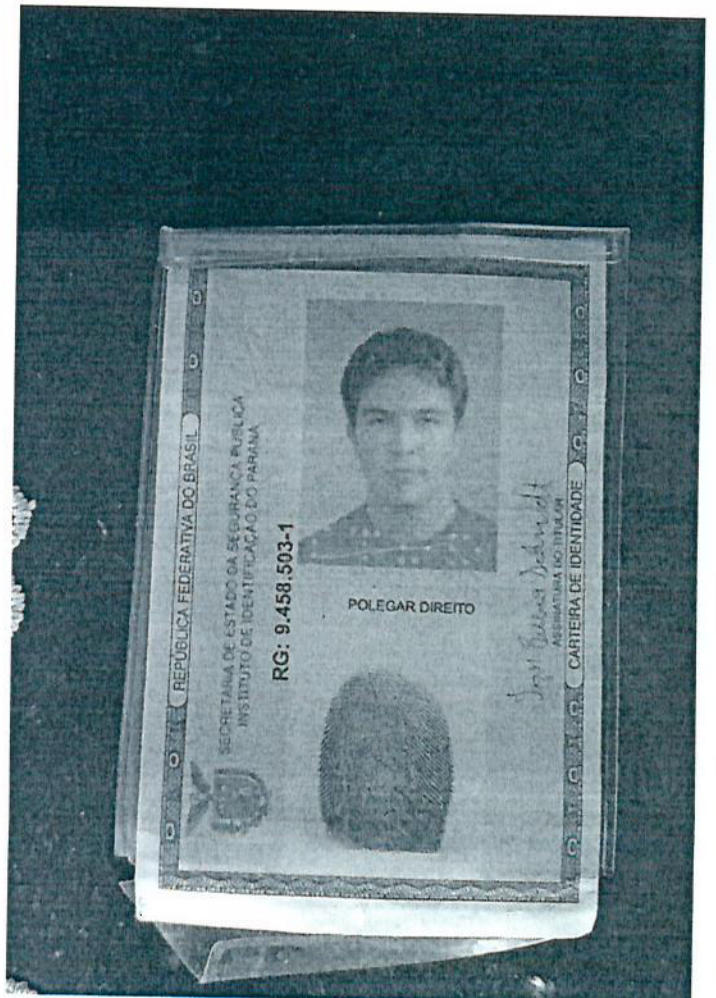 REPÚBLICA FEDERATIVA DO BRASIL
SECRETARIA DE ESTADO DA SEGURANÇA PÚBLICA
INSTITUTO DE IDENTIFICAÇÃO DO PARANÁ
RG: 9.458.503-1
POLEGAR DIREITO
ASSINATURA DO TITULAR
CARTEIRA DE IDENTIDADE